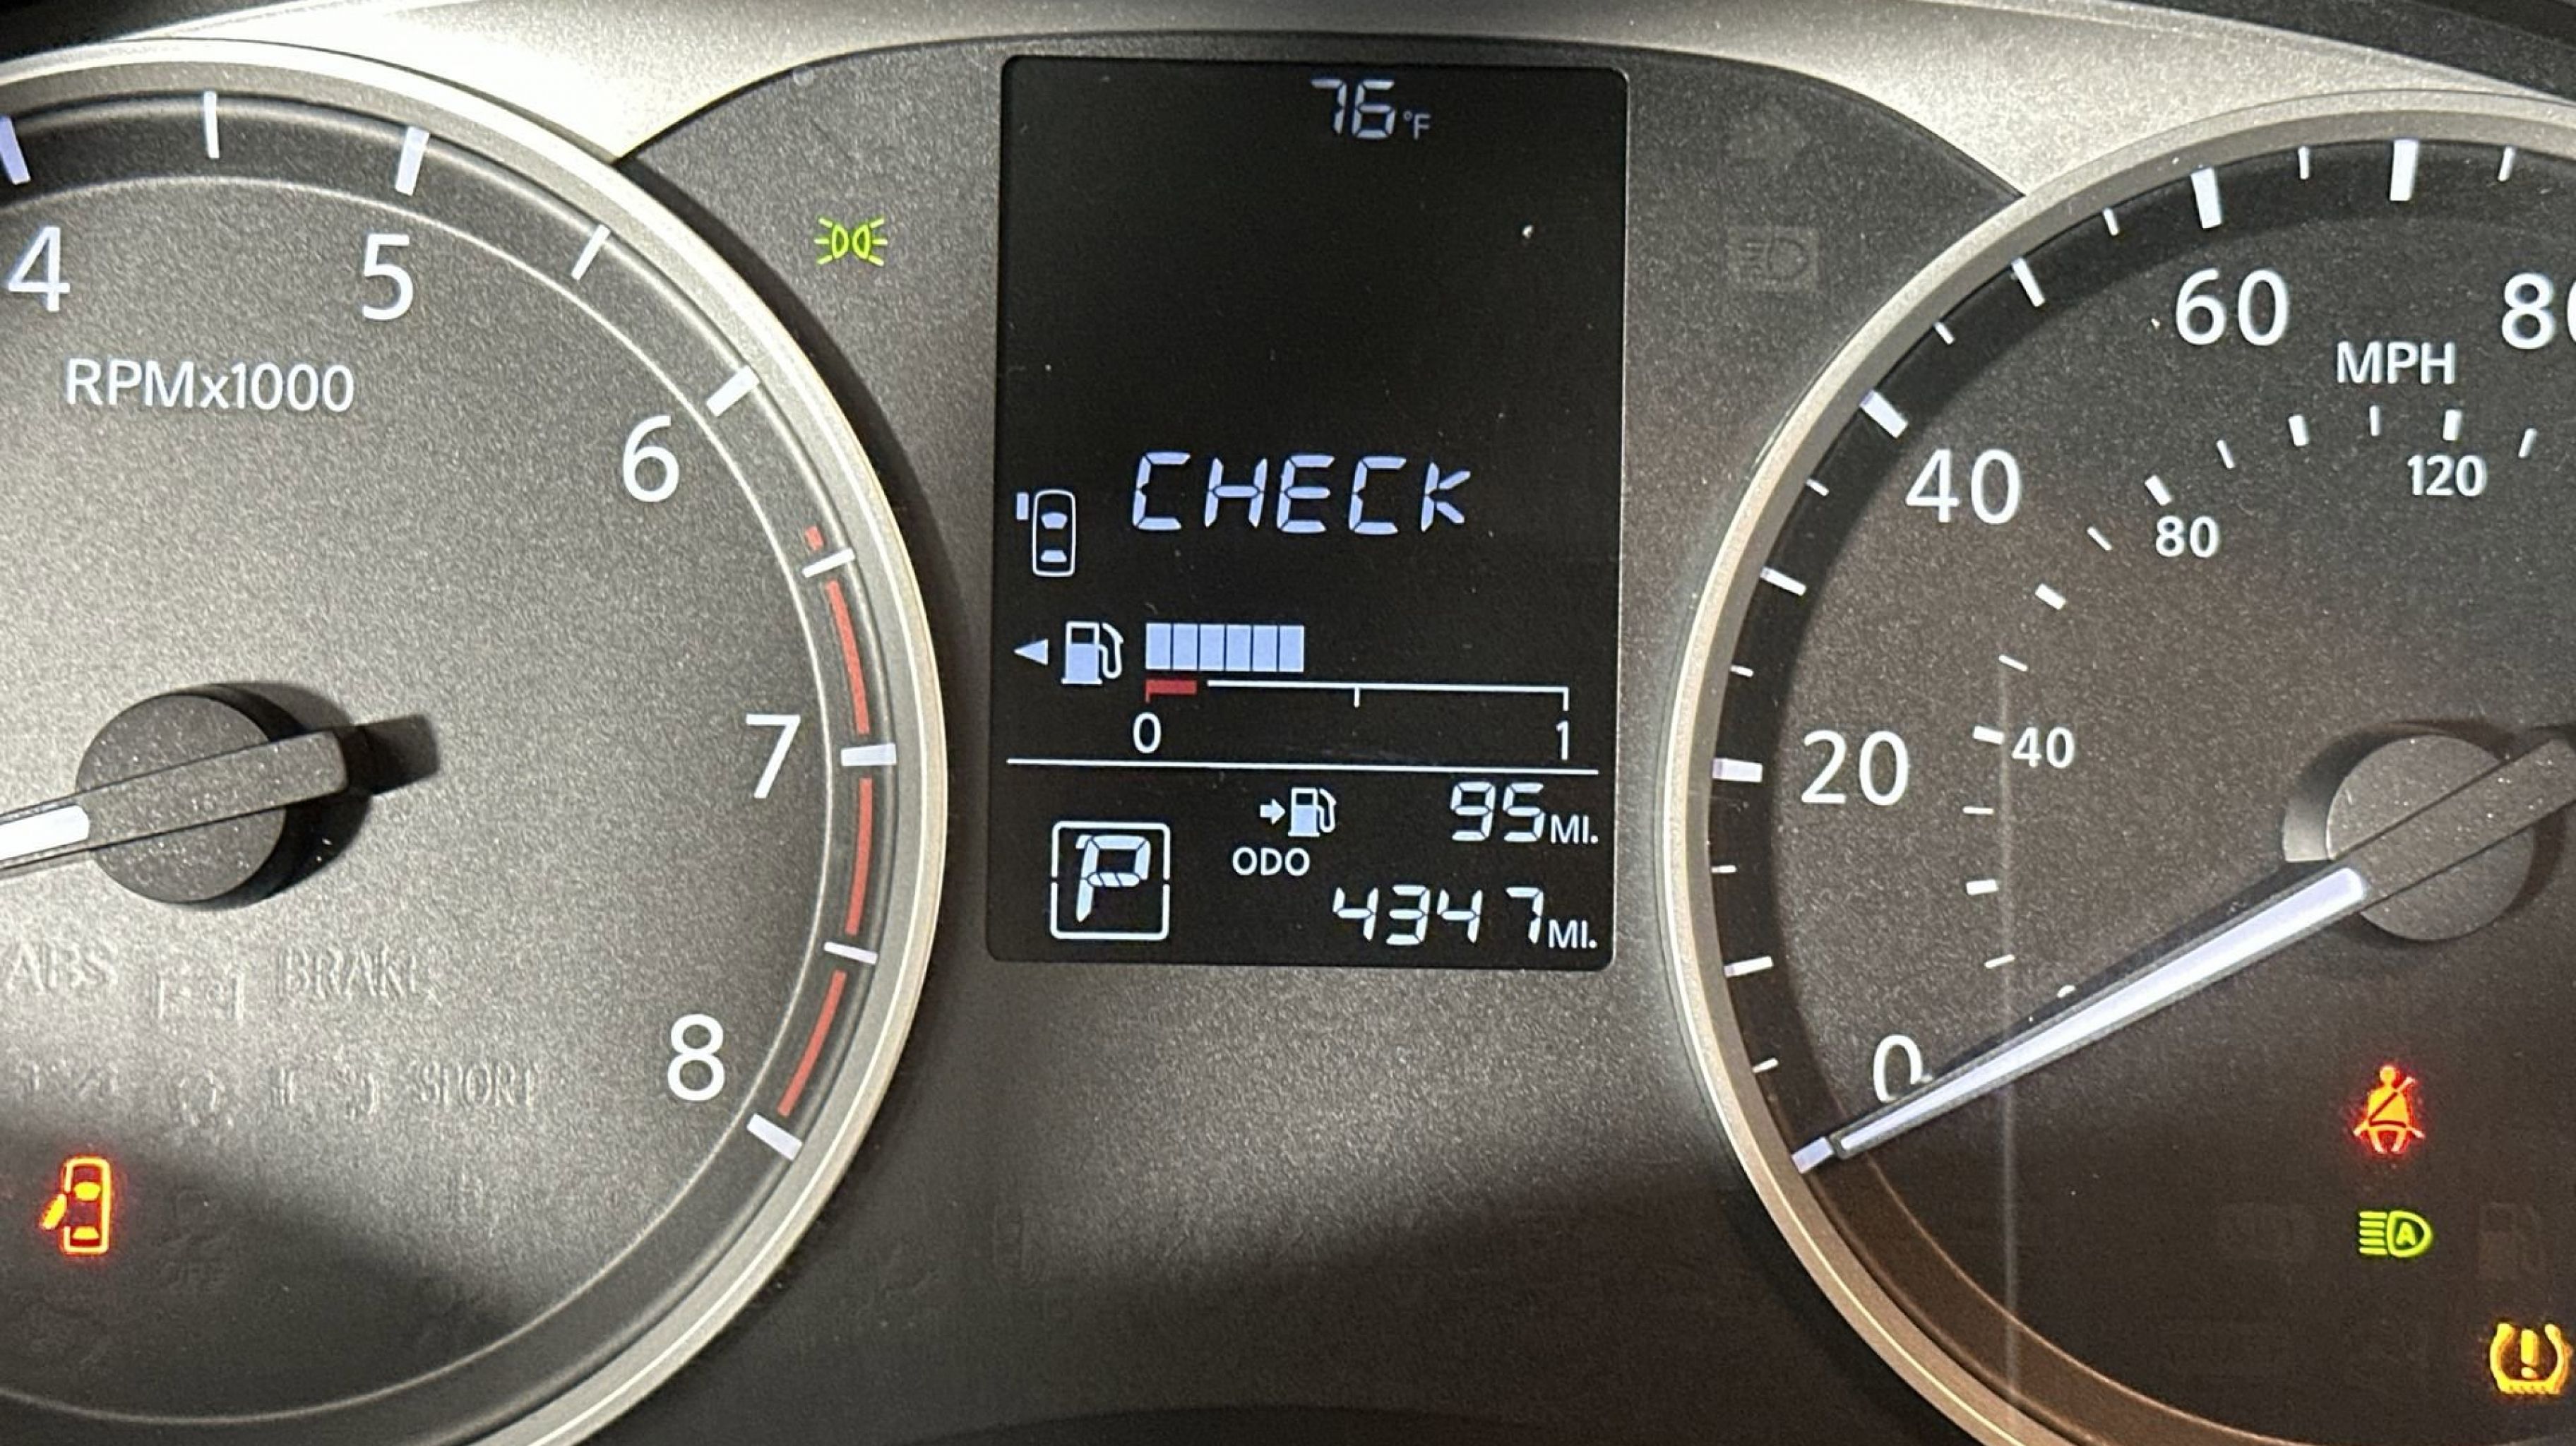 76°F
4
5
6
7
8
RPMx1000
ABS
BRAKE
SPORT
OFF
CHECK
0 1
95MI.
ODO
4347MI.
P
MPH
0
20
40
60
40
80
120
A